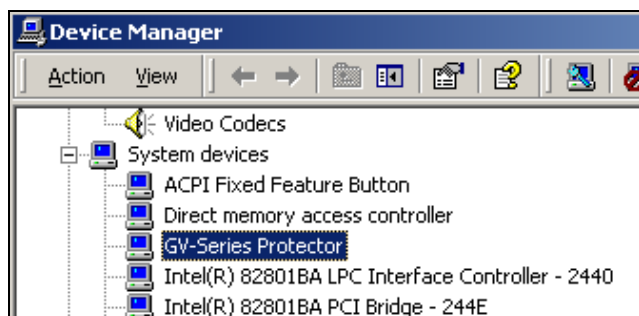 Device Manager
Action View
Video Codecs
System devices
ACPI Fixed Feature Button
Direct memory access controller
GV-Series Protector
Intel(R) 82801BA LPC Interface Controller - 2440
Intel(R) 82801BA PCI Bridge - 244E